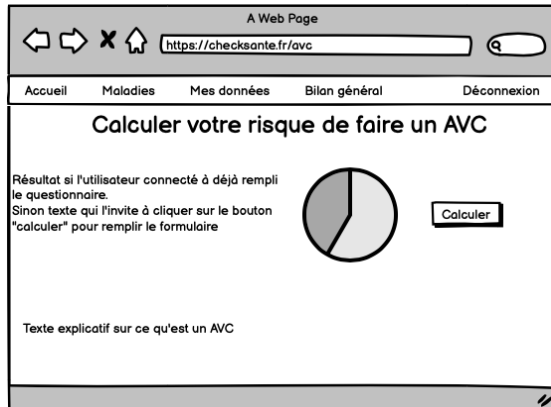 A Web Page
https://checksante.fr/avc
Accueil Maladies Mes données Bilan général Déconnexion
Calculer votre risque de faire un AVC
Résultat si l'utilisateur connecté à déjà rempli
le questionnaire.
Sinon texte qui l'invite à cliquer sur le bouton
"calculer" pour remplir le formulaire
Calculer
Texte explicatif sur ce qu'est un AVC